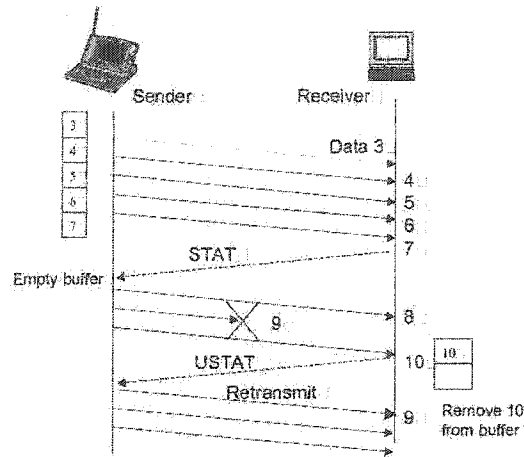 Sender
Receiver
3
4
5
6
7
Data 3
4
5
6
7
STAT
Empty buffer
8
9
USTAT
10
10
Retransmit
9
Remove 10
from buffer